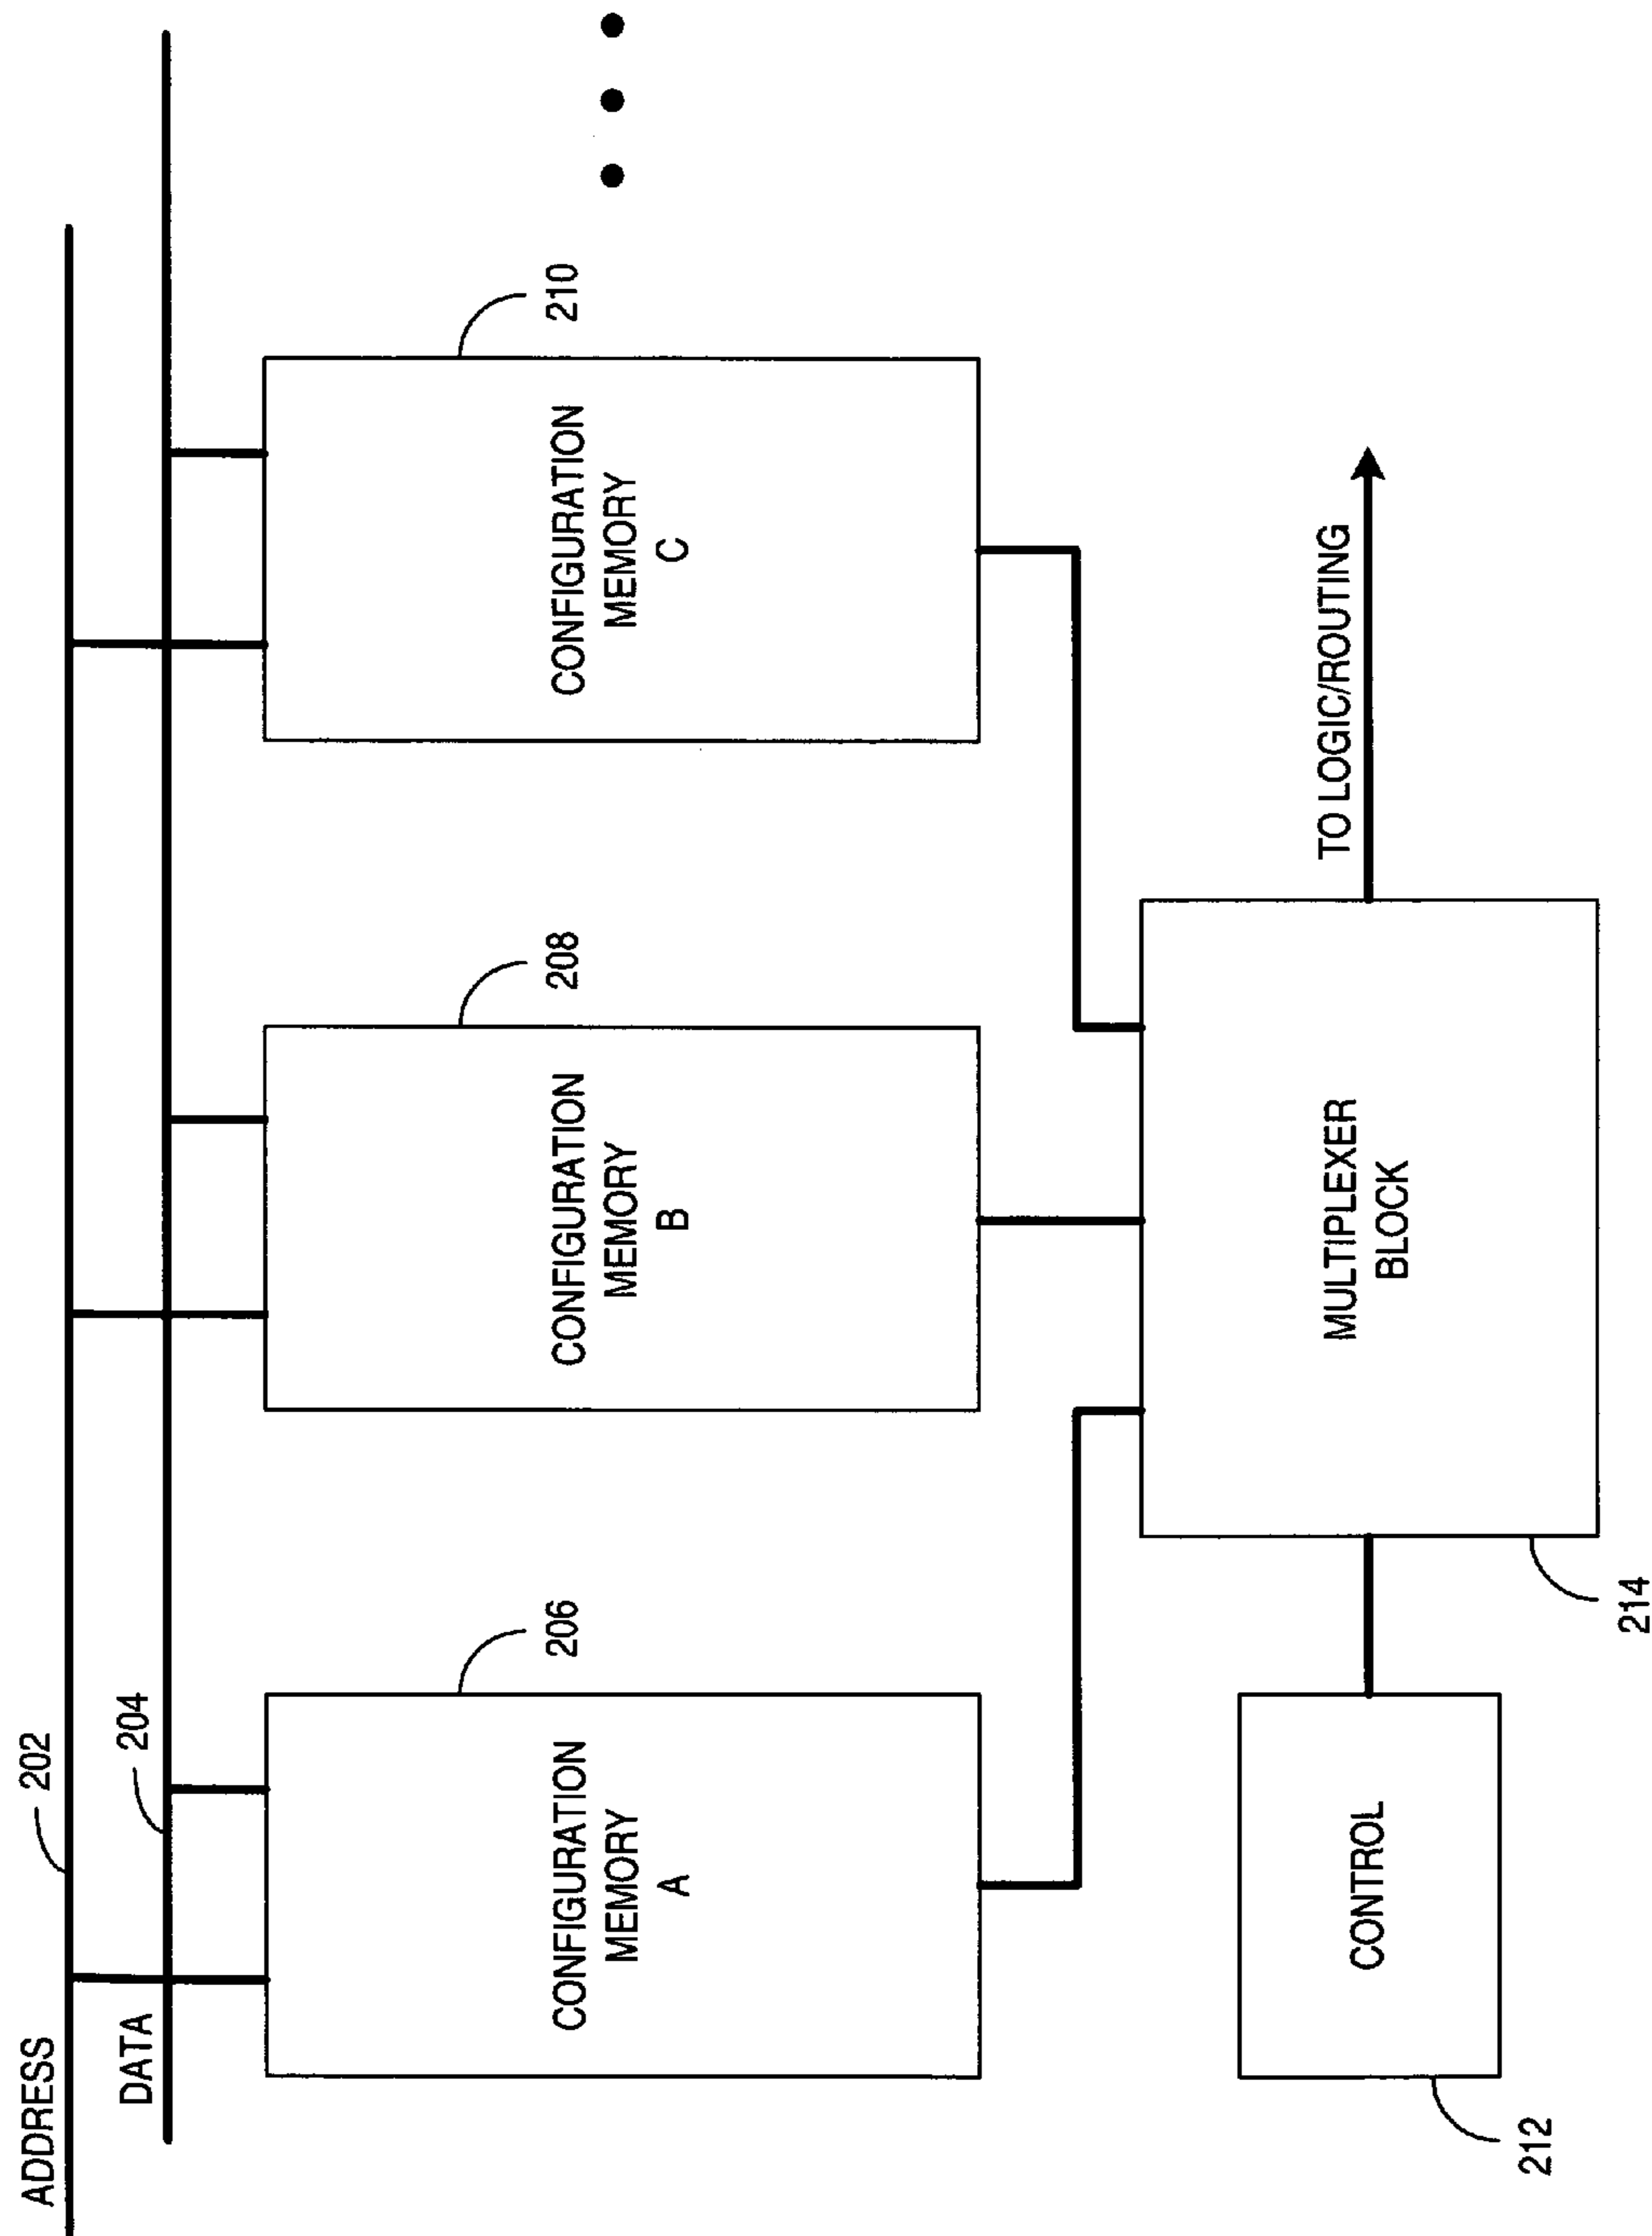 ADDRESS
202
DATA
204
CONFIGURATION
MEMORY
A
206
CONFIGURATION
MEMORY
B
208
CONFIGURATION
MEMORY
C
210
CONTROL
212
MULTIPLEXER
BLOCK
214
TO LOGIC/ROUTING